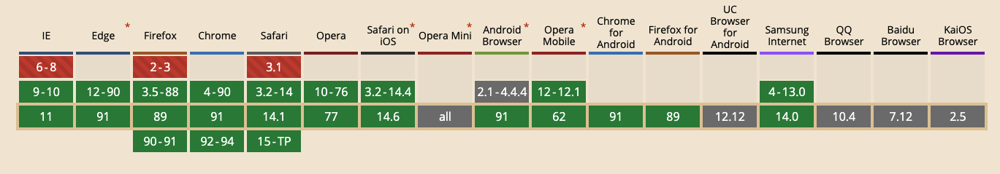 IE Edge * Firefox Chrome Safari Opera Safari on iOS * Opera Mini * Android Browser * Opera Mobile * Chrome for Android Firefox for Android UC Browser for Android Samsung Internet QQ Browser Baidu Browser KaiOS Browser
6-8 2-3 3.1
9-10 12-90 3.5-88 4-90 3.2-14 10-76 3.2-14.4 2.1-4.4.4 12-12.1 4-13.0
11 91 89 91 14.1 77 14.6 all 91 62 91 89 12.12 14.0 10.4 7.12 2.5
90-91 92-94 15-TP